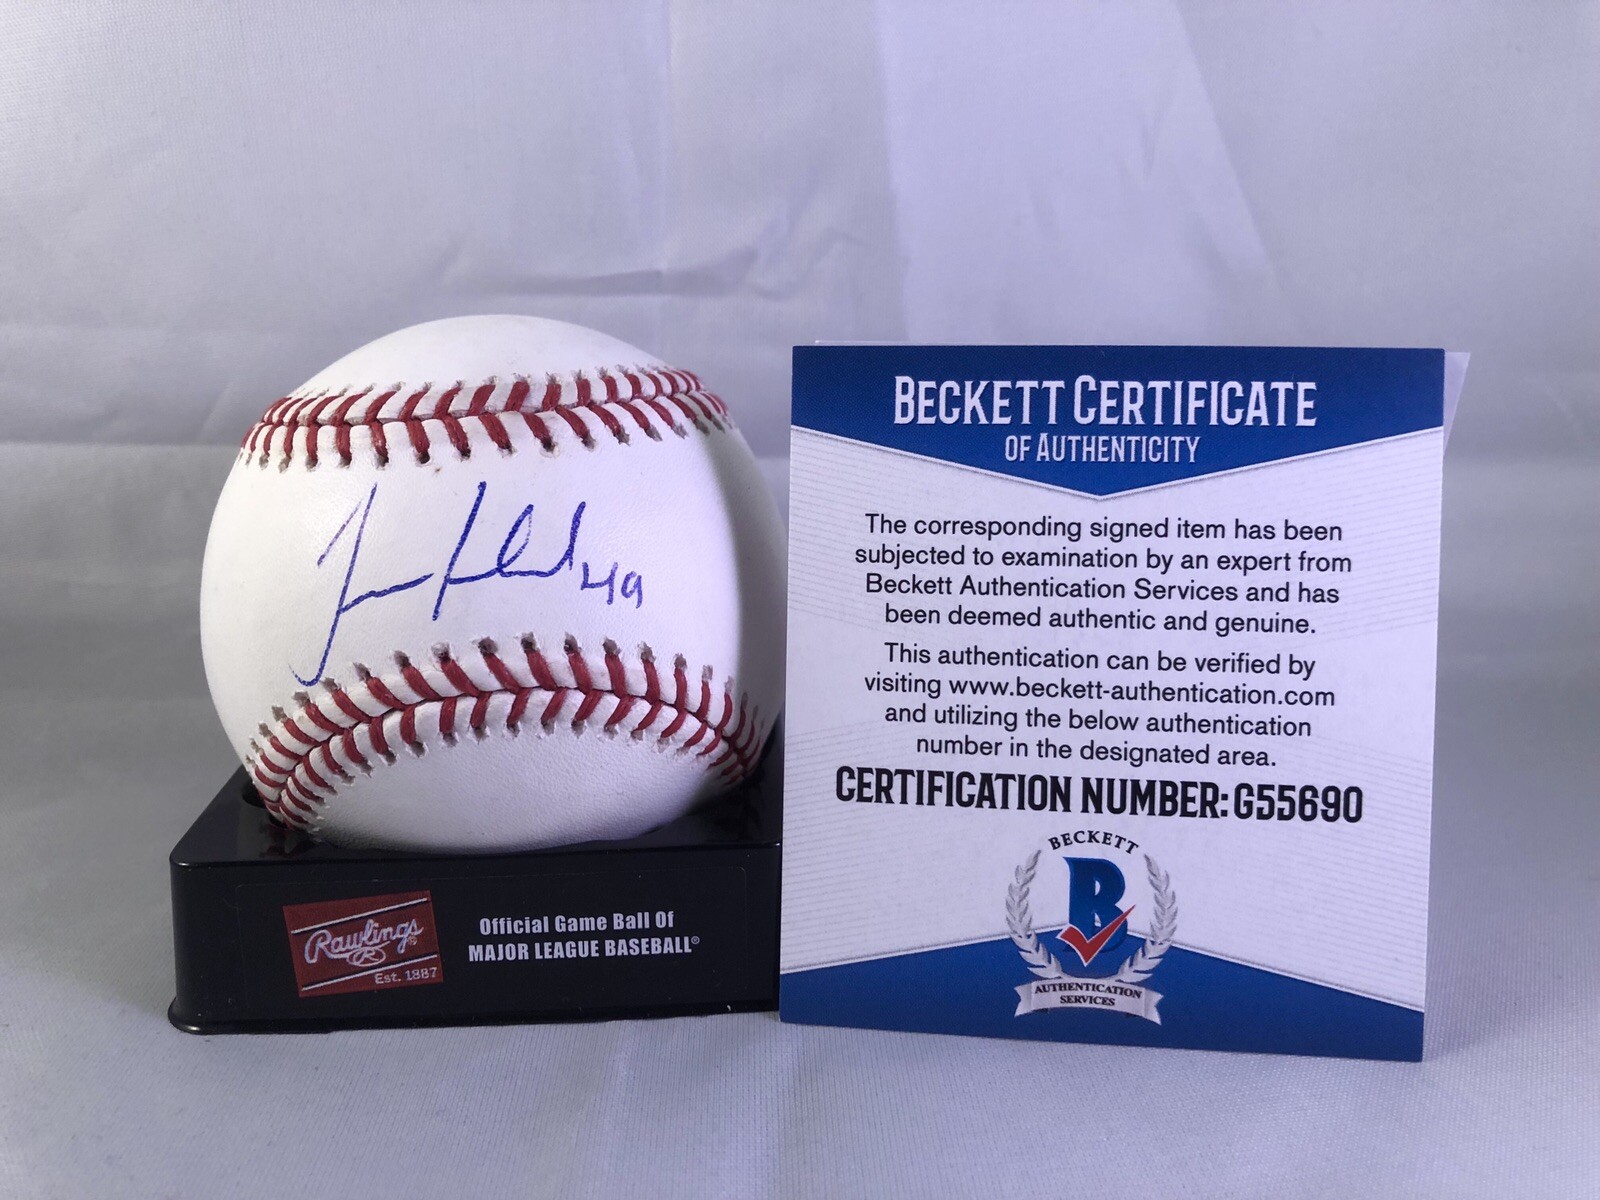 49
Rawlings®
R
Est. 1887
Official Game Ball Of
MAJOR LEAGUE BASEBALL®
BECKETT CERTIFICATE
OF AUTHENTICITY
The corresponding signed item has been
subjected to examination by an expert from
Beckett Authentication Services and has
been deemed authentic and genuine.
This authentication can be verified by
visiting www.beckett-authentication.com
and utilizing the below authentication
number in the designated area.
CERTIFICATION NUMBER: G55690
BECKETT
B
AUTHENTICATION
SERVICES